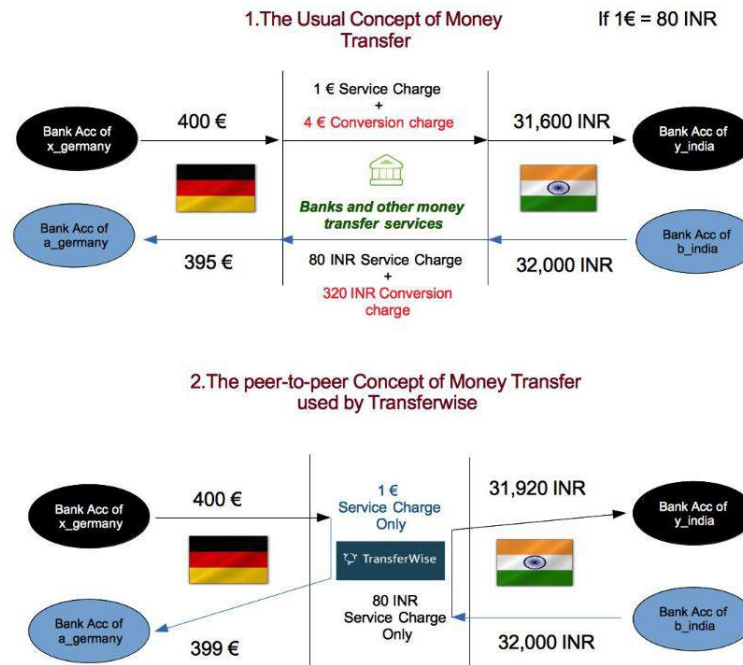 1.The Usual Concept of Money
Transfer
If 1€ = 80 INR
Bank Acc of
x_germany
400 €
1 € Service Charge
+
4 € Conversion charge
31,600 INR
Bank Acc of
y_india
Banks and other money
transfer services
Bank Acc of
a_germany
395 €
80 INR Service Charge
+
320 INR Conversion
charge
32,000 INR
Bank Acc of
b_india
2.The peer-to-peer Concept of Money Transfer
used by Transferwise
Bank Acc of
x_germany
400 €
1 €
Service Charge
Only
31,920 INR
Bank Acc of
y_india
TransferWise
Bank Acc of
a_germany
399 €
80 INR
Service Charge
Only
32,000 INR
Bank Acc of
b_india